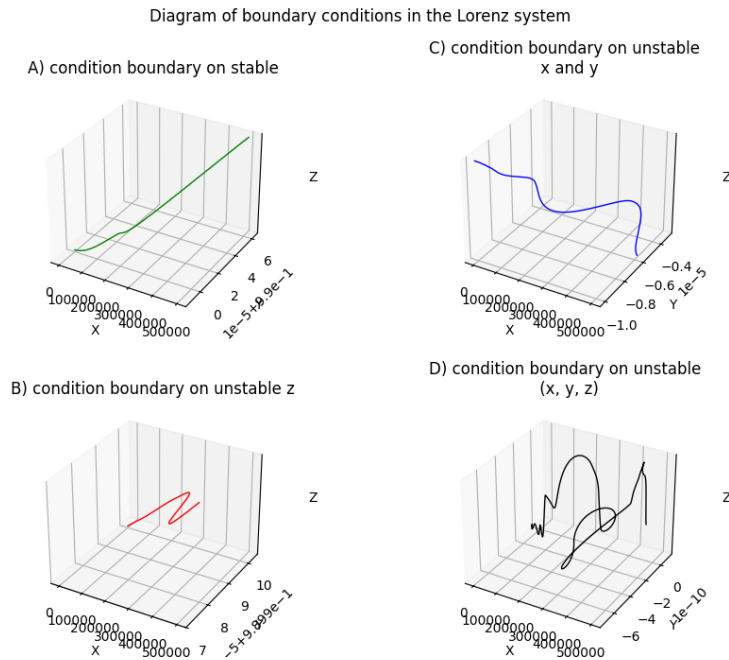 Diagram of boundary conditions in the Lorenz system
A) condition boundary on stable
Z
0
100000
200000
300000
400000
500000
X
0
2
4
6
1e−5+9.9e−1
C) condition boundary on unstable
x and y
Z
0
100000
200000
300000
400000
500000
X
−1.0
−0.8
−0.6
−0.4
Y
1e−5
B) condition boundary on unstable z
Z
0
100000
200000
300000
400000
500000
X
7
8
9
10
−5+9.899e−1
D) condition boundary on unstable
(x, y, z)
Z
0
100000
200000
300000
400000
500000
X
−6
−4
−2
0
1e−10